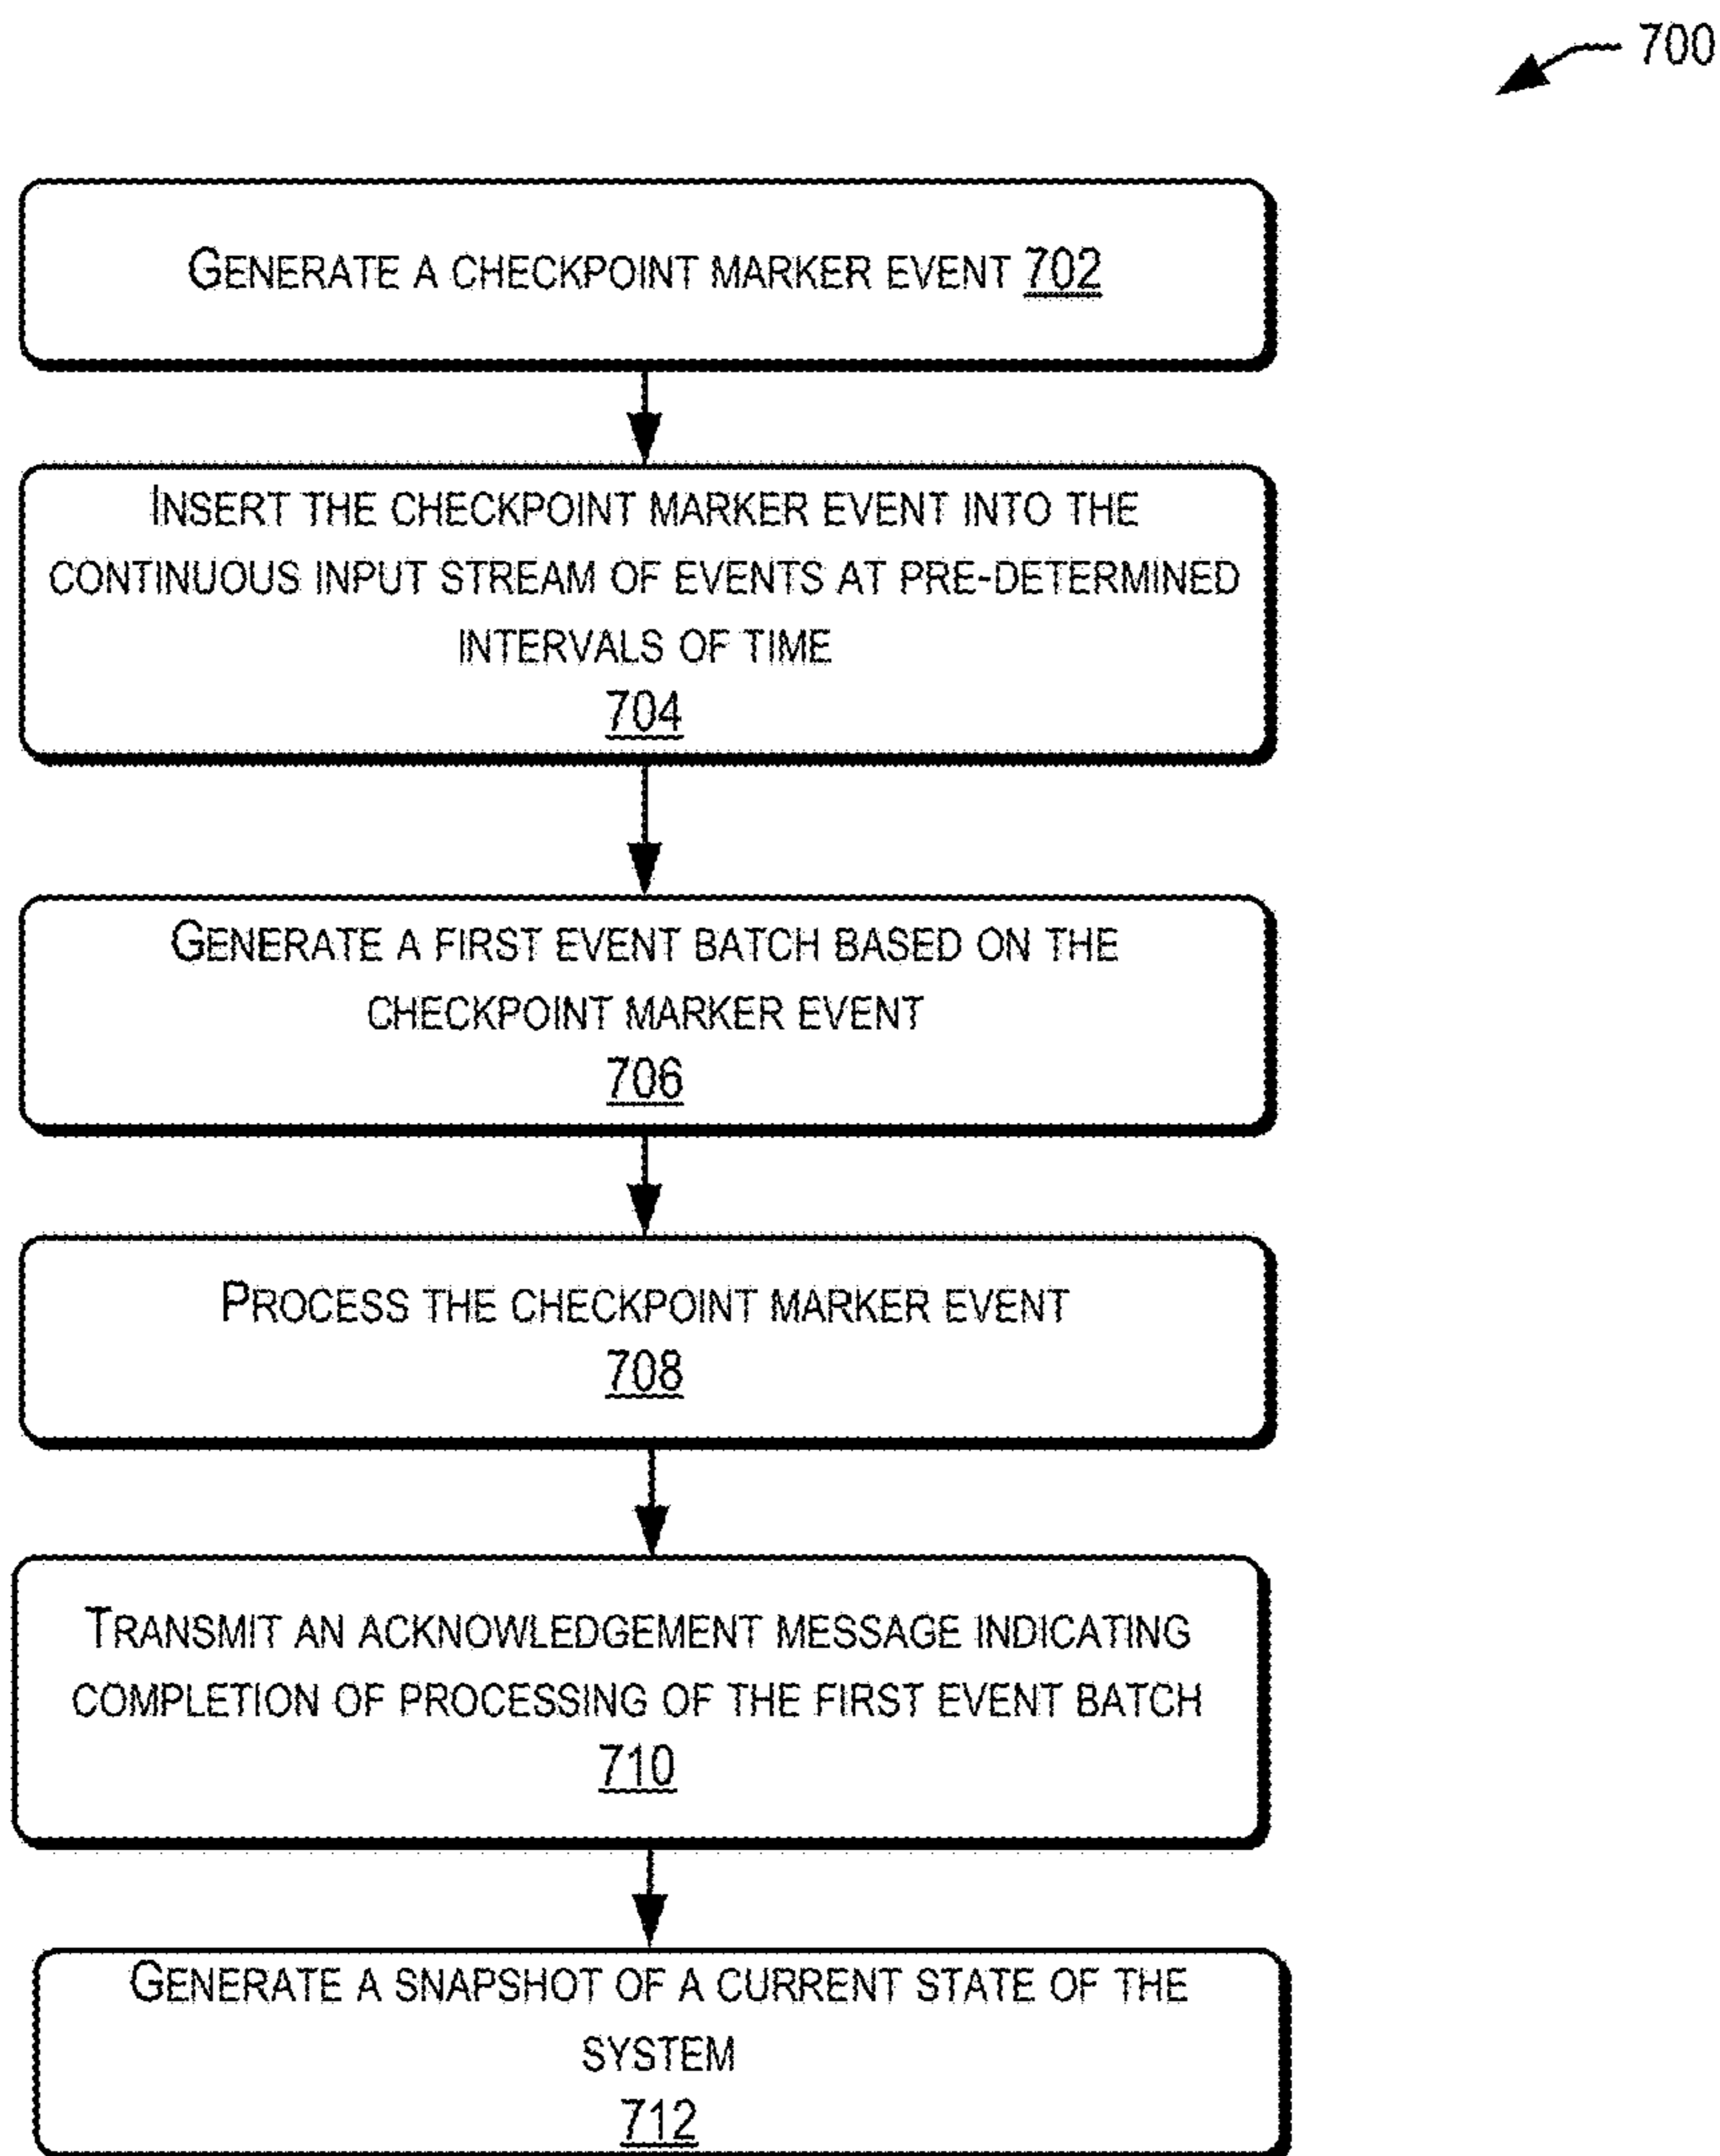 700
GENERATE A CHECKPOINT MARKER EVENT 702
INSERT THE CHECKPOINT MARKER EVENT INTO THE
CONTINUOUS INPUT STREAM OF EVENTS AT PRE-DETERMINED
INTERVALS OF TIME
704
GENERATE A FIRST EVENT BATCH BASED ON THE
CHECKPOINT MARKER EVENT
706
PROCESS THE CHECKPOINT MARKER EVENT
708
TRANSMIT AN ACKNOWLEDGEMENT MESSAGE INDICATING
COMPLETION OF PROCESSING OF THE FIRST EVENT BATCH
710
GENERATE A SNAPSHOT OF A CURRENT STATE OF THE
SYSTEM
712